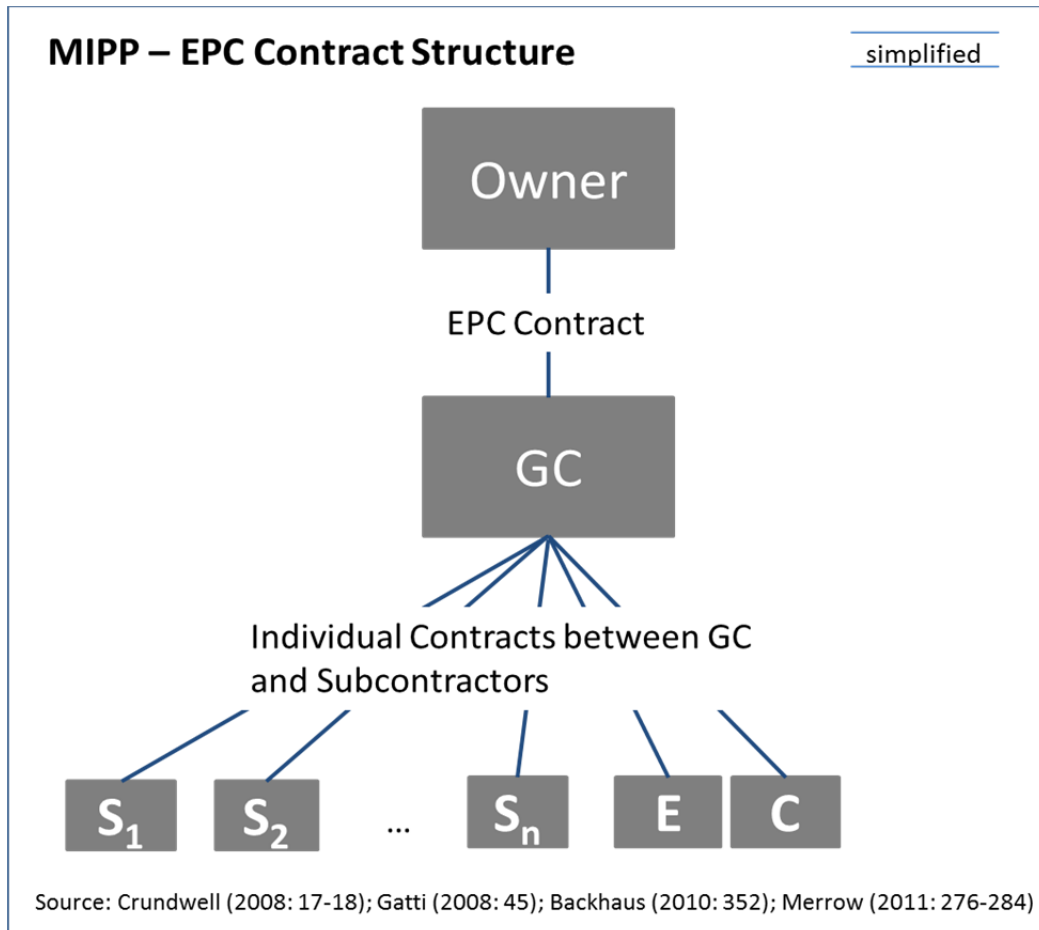 MIPP – EPC Contract Structure
simplified
Owner
EPC Contract
GC
Individual Contracts between GC
and Subcontractors
S₁ S₂ ... Sₙ E C
Source: Crundwell (2008: 17-18); Gatti (2008: 45); Backhaus (2010: 352); Merrow (2011: 276-284)